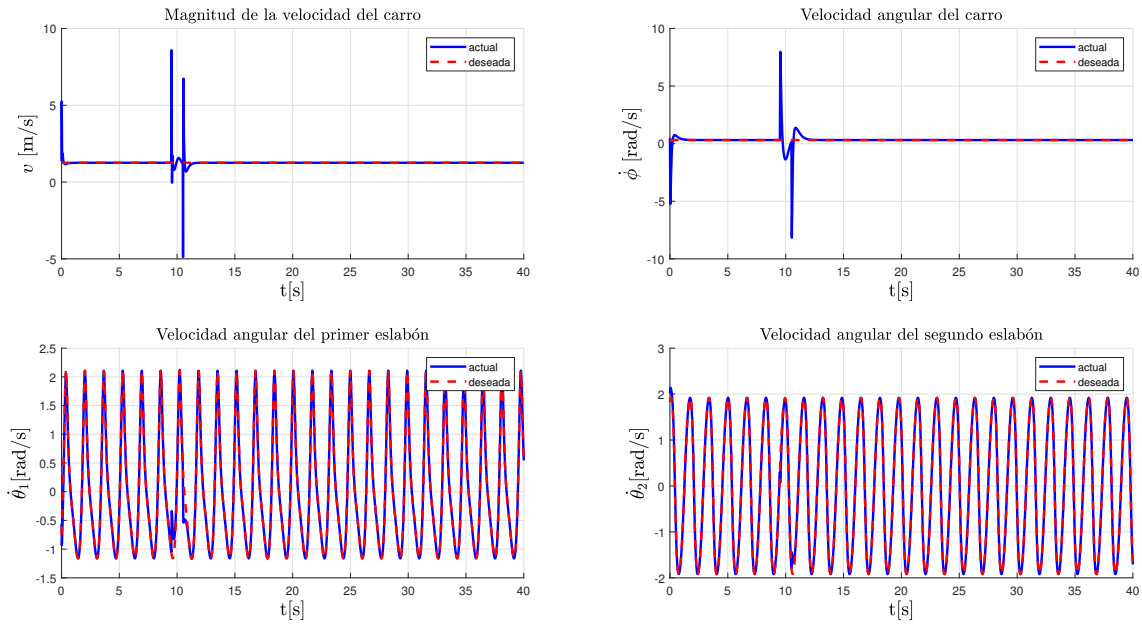 Magnitud de la velocidad del carro
10
5
0
-5
v [m/s]
0 5 10 15 20 25 30 35 40
t[s]
actual
deseada
Velocidad angular del carro
10
5
0
-5
-10
φ̇ [rad/s]
0 5 10 15 20 25 30 35 40
t[s]
actual
deseada
Velocidad angular del primer eslabón
2.5
2
1.5
1
0.5
0
-0.5
-1
-1.5
θ̇₁[rad/s]
0 5 10 15 20 25 30 35 40
t[s]
actual
deseada
Velocidad angular del segundo eslabón
3
2
1
0
-1
-2
θ̇₂[rad/s]
0 5 10 15 20 25 30 35 40
t[s]
actual
deseada